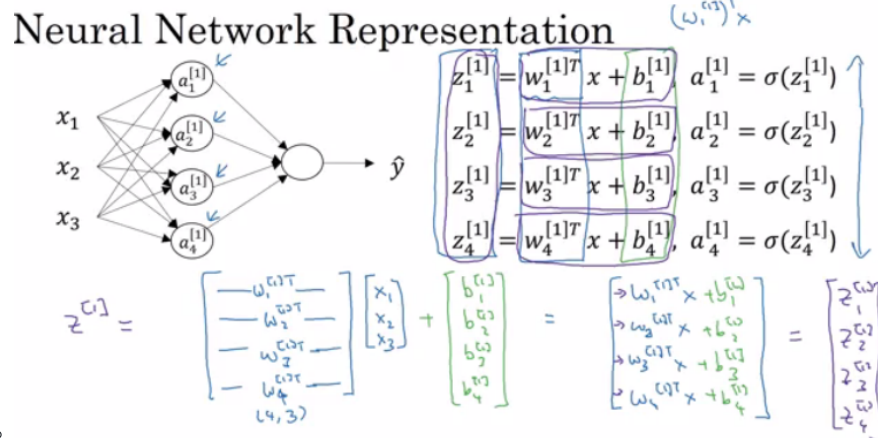 (w₁^[1])ᵀ x
Neural Network Representation
x₁
x₂
x₃
a₁^[1]
a₂^[1]
a₃^[1]
a₄^[1]
ŷ
z₁^[1] = w₁^[1]T x + b₁^[1], a₁^[1] = σ(z₁^[1])
z₂^[1] = w₂^[1]T x + b₂^[1], a₂^[1] = σ(z₂^[1])
z₃^[1] = w₃^[1]T x + b₃^[1], a₃^[1] = σ(z₃^[1])
z₄^[1] = w₄^[1]T x + b₄^[1], a₄^[1] = σ(z₄^[1])
z^[1] = [ — w₁^[1]T — ] [ x₁ ] + [ b₁^[1] ] = [ → w₁^[1]T x + b₁^[1] ] = [ z₁^[1] ]
[ — w₂^[1]T — ] [ x₂ ] [ b₂^[1] ] [ → w₂^[1]T x + b₂^[1] ] [ z₂^[1] ]
[ — w₃^[1]T — ] [ x₃ ] [ b₃^[1] ] [ → w₃^[1]T x + b₃^[1] ] [ z₃^[1] ]
[ — w₄^[1]T — ] [ b₄^[1] ] [ → w₄^[1]T x + b₄^[1] ] [ z₄^[1] ]
(4,3)